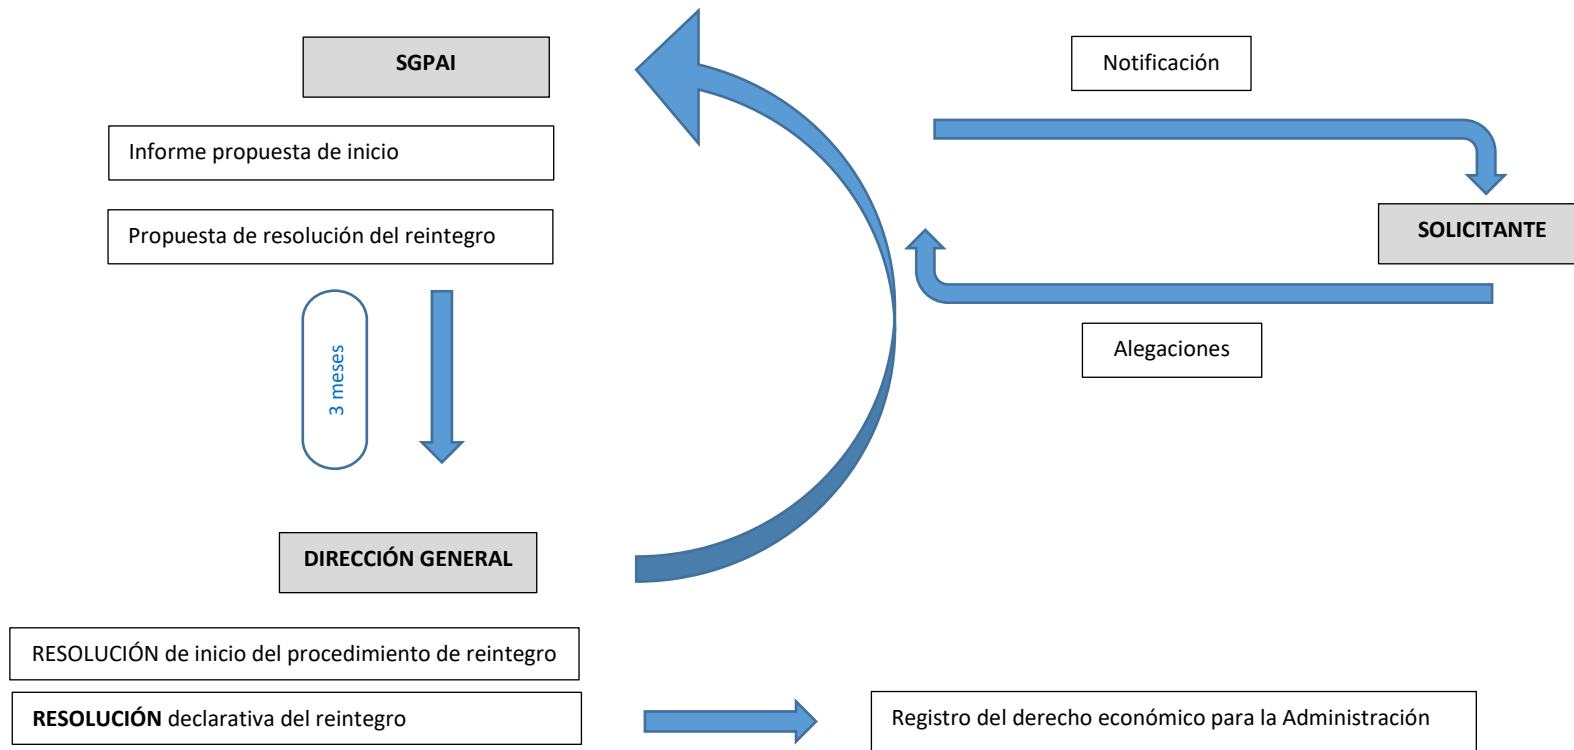 SGPAI
Informe propuesta de inicio
Propuesta de resolución del reintegro
3 meses
DIRECCIÓN GENERAL
RESOLUCIÓN de inicio del procedimiento de reintegro
RESOLUCIÓN declarativa del reintegro
Notificación
SOLICITANTE
Alegaciones
Registro del derecho económico para la Administración